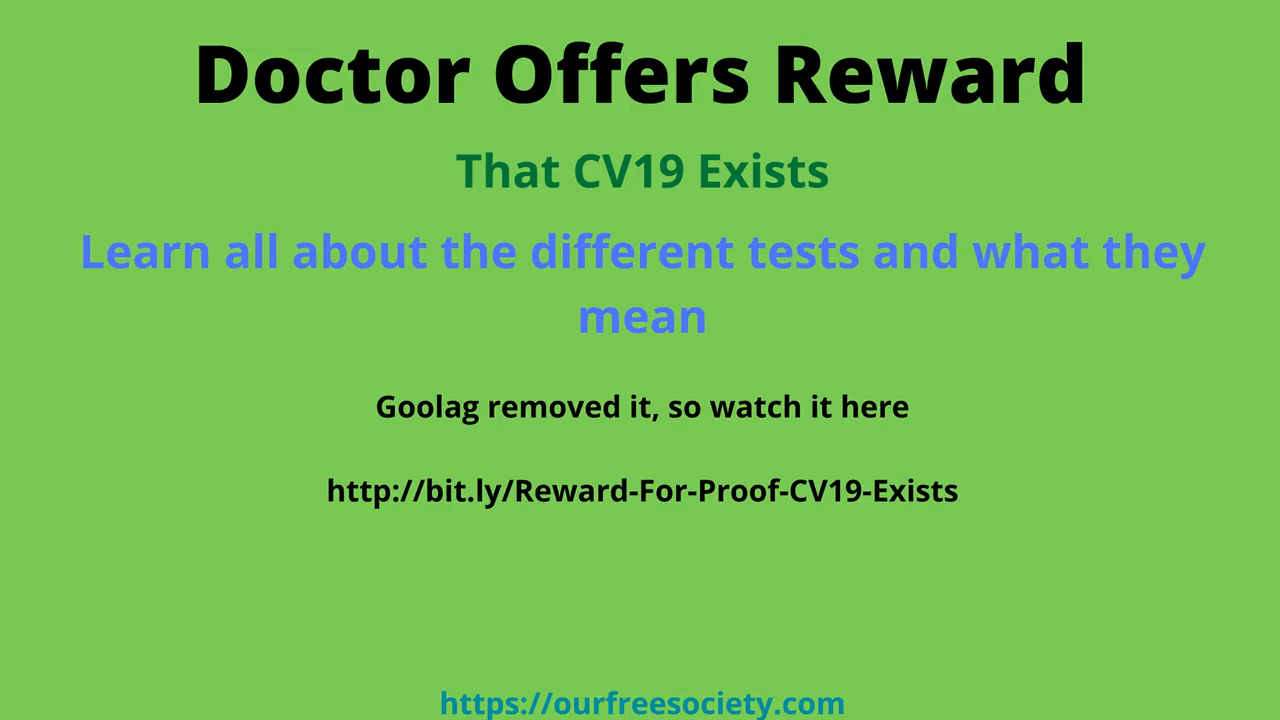 Doctor Offers Reward
That CV19 Exists
Learn all about the different tests and what they
mean
Goolag removed it, so watch it here
http://bit.ly/Reward-For-Proof-CV19-Exists
https://ourfreesociety.com